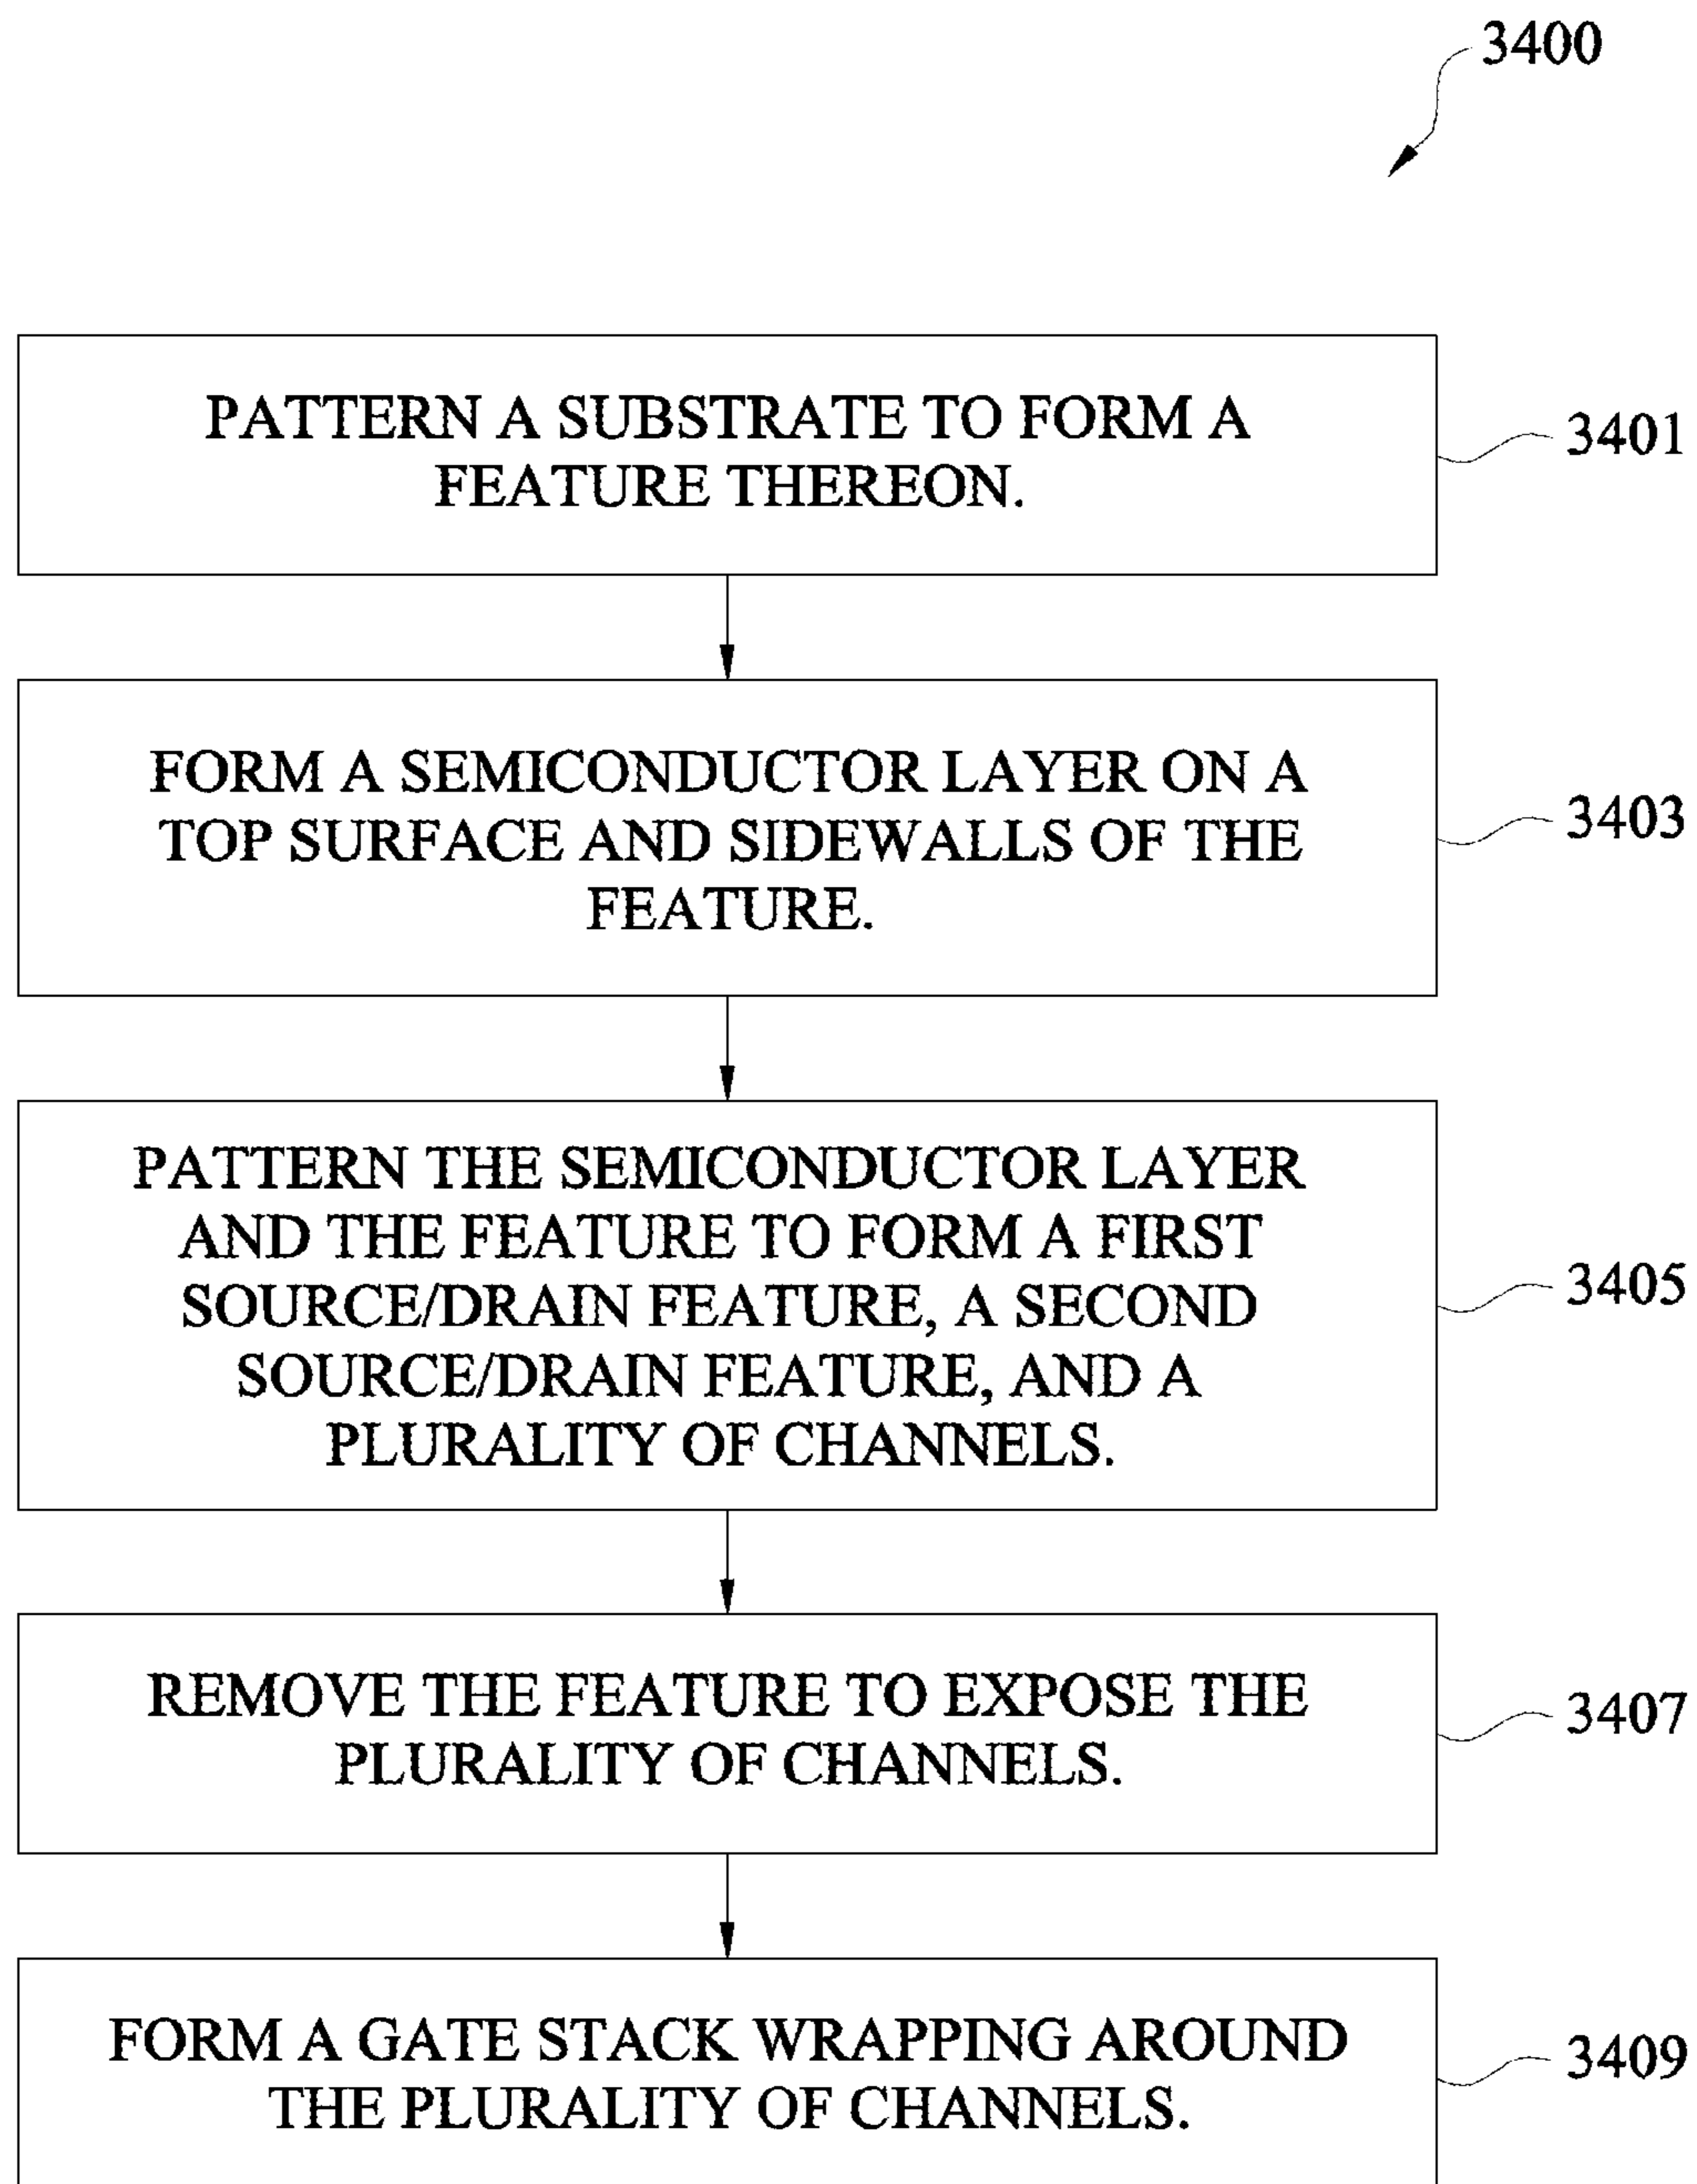 3400
PATTERN A SUBSTRATE TO FORM A
FEATURE THEREON.
3401
FORM A SEMICONDUCTOR LAYER ON A
TOP SURFACE AND SIDEWALLS OF THE
FEATURE.
3403
PATTERN THE SEMICONDUCTOR LAYER
AND THE FEATURE TO FORM A FIRST
SOURCE/DRAIN FEATURE, A SECOND
SOURCE/DRAIN FEATURE, AND A
PLURALITY OF CHANNELS.
3405
REMOVE THE FEATURE TO EXPOSE THE
PLURALITY OF CHANNELS.
3407
FORM A GATE STACK WRAPPING AROUND
THE PLURALITY OF CHANNELS.
3409